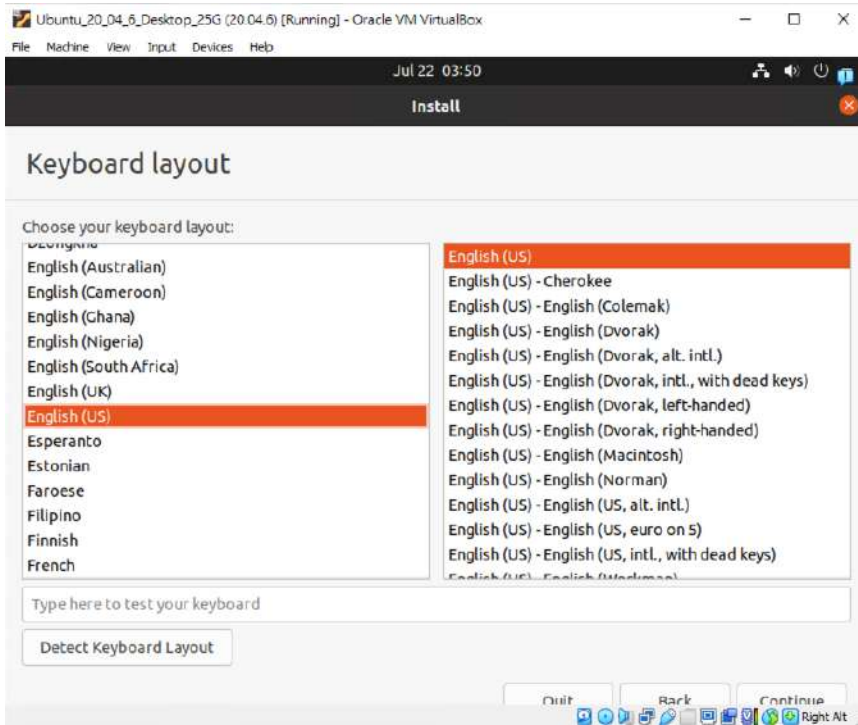 Ubuntu_20_04_6_Desktop_25G (20.04.6) [Running] - Oracle VM VirtualBox
File Machine View Input Devices Help
Jul 22 03:50
Install
Keyboard layout
Choose your keyboard layout:
Dzongkha
English (Australian)
English (Cameroon)
English (Ghana)
English (Nigeria)
English (South Africa)
English (UK)
English (US)
Esperanto
Estonian
Faroese
Filipino
Finnish
French
English (US)
English (US) - Cherokee
English (US) - English (Colemak)
English (US) - English (Dvorak)
English (US) - English (Dvorak, alt. intl.)
English (US) - English (Dvorak, intl., with dead keys)
English (US) - English (Dvorak, left-handed)
English (US) - English (Dvorak, right-handed)
English (US) - English (Macintosh)
English (US) - English (Norman)
English (US) - English (US, alt. intl.)
English (US) - English (US, euro on 5)
English (US) - English (US, intl., with dead keys)
English (US) - English (Workman)
Type here to test your keyboard
Detect Keyboard Layout
Quit Back Continue
Right Alt